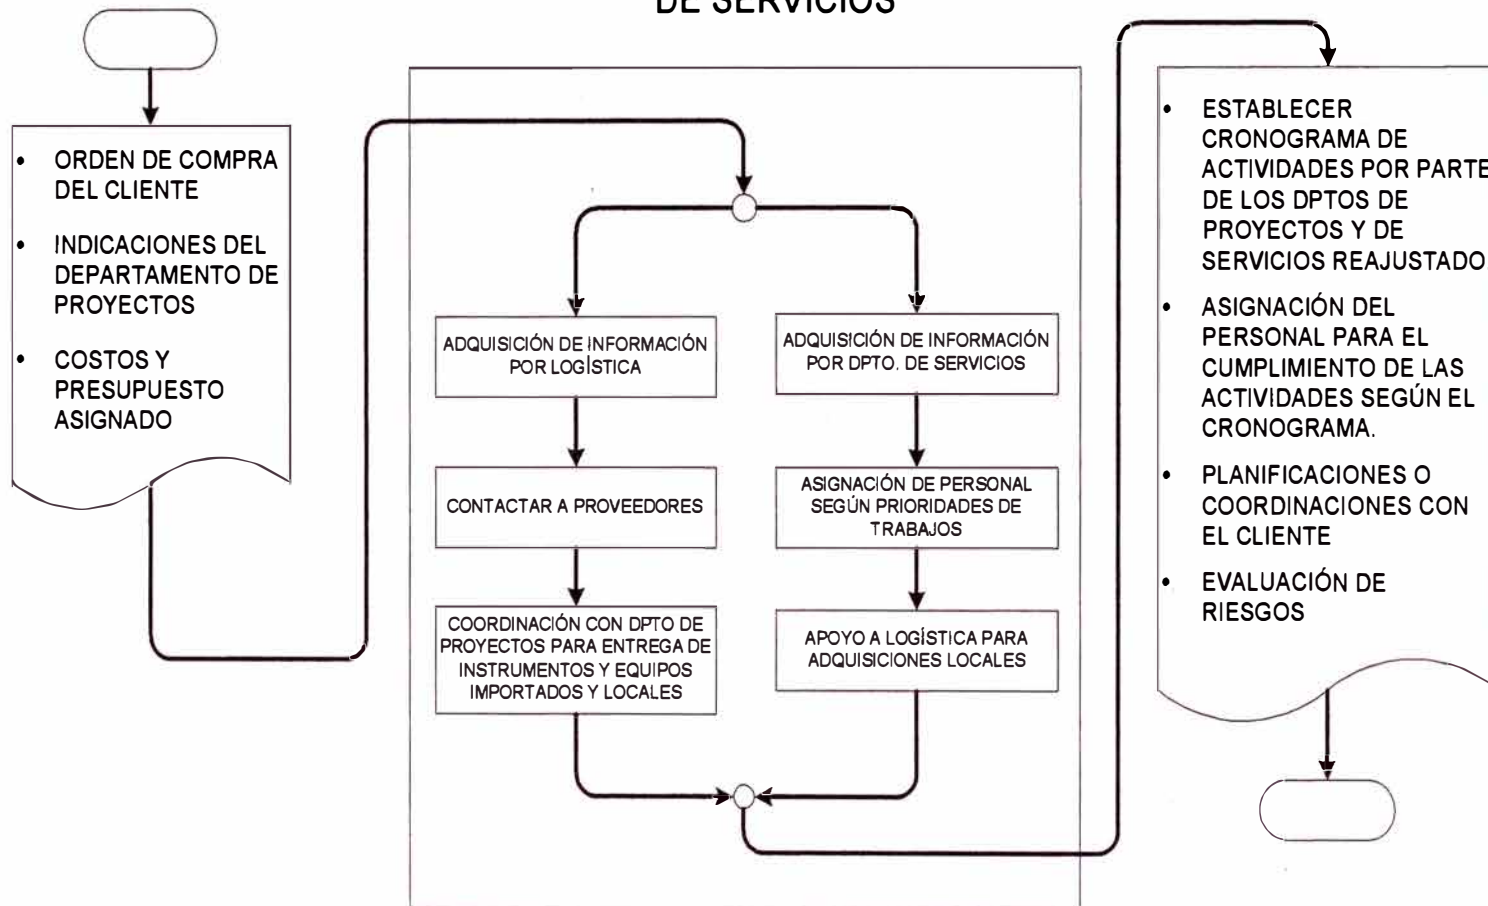 DE SERVICIOS
• ORDEN DE COMPRA
DEL CLIENTE
• INDICACIONES DEL
DEPARTAMENTO DE
PROYECTOS
• COSTOS Y
PRESUPUESTO
ASIGNADO
ADQUISICIÓN DE INFORMACIÓN
POR LOGÍSTICA
CONTACTAR A PROVEEDORES
COORDINACIÓN CON DPTO DE
PROYECTOS PARA ENTREGA DE
INSTRUMENTOS Y EQUIPOS
IMPORTADOS Y LOCALES
ADQUISICIÓN DE INFORMACIÓN
POR DPTO. DE SERVICIOS
ASIGNACIÓN DE PERSONAL
SEGÚN PRIORIDADES DE
TRABAJOS
APOYO A LOGÍSTICA PARA
ADQUISICIONES LOCALES
• ESTABLECER
CRONOGRAMA DE
ACTIVIDADES POR PARTE
DE LOS DPTOS DE
PROYECTOS Y DE
SERVICIOS REAJUSTADO.
• ASIGNACIÓN DEL
PERSONAL PARA EL
CUMPLIMIENTO DE LAS
ACTIVIDADES SEGÚN EL
CRONOGRAMA.
• PLANIFICACIONES O
COORDINACIONES CON
EL CLIENTE
• EVALUACIÓN DE
RIESGOS